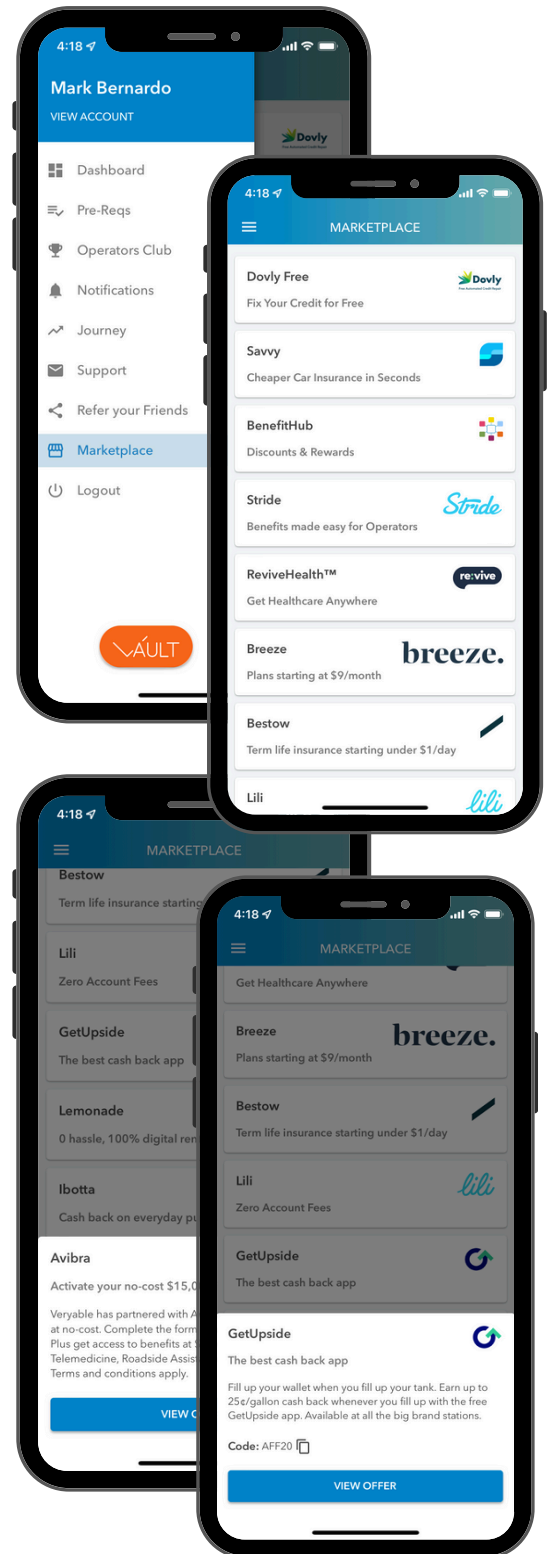 4:18
Mark Bernardo
VIEW ACCOUNT
Dovly
Dashboard
Pre-Reqs
Operators Club
Notifications
Journey
Support
Refer your Friends
Marketplace
Logout
VAULT
4:18
MARKETPLACE
Dovly Free
Dovly
Free Automated Credit Repair
Fix Your Credit for Free
Savvy
Cheaper Car Insurance in Seconds
BenefitHub
Discounts & Rewards
Stride
Stride
Benefits made easy for Operators
ReviveHealth™
re:vive
Get Healthcare Anywhere
Breeze
breeze.
Plans starting at $9/month
Bestow
Term life insurance starting under $1/day
Lili
lili
4:18
MARKETPLACE
Bestow
Term life insurance starting
Lili
Zero Account Fees
GetUpside
The best cash back app
Lemonade
0 hassle, 100% digital ren
Ibotta
Cash back on everyday pu
Avibra
Activate your no-cost $15,0
Veryable has partnered with A
at no-cost. Complete the form
Plus get access to benefits at
Telemedicine, Roadside Assis
Terms and conditions apply.
VIEW
4:18
MARKETPLACE
Get Healthcare Anywhere
Breeze
breeze.
Plans starting at $9/month
Bestow
Term life insurance starting under $1/day
Lili
lili
Zero Account Fees
GetUpside
The best cash back app
GetUpside
The best cash back app
Fill up your wallet when you fill up your tank. Earn up to
25¢/gallon cash back whenever you fill up with the free
GetUpside app. Available at all the big brand stations.
Code: AFF20
VIEW OFFER